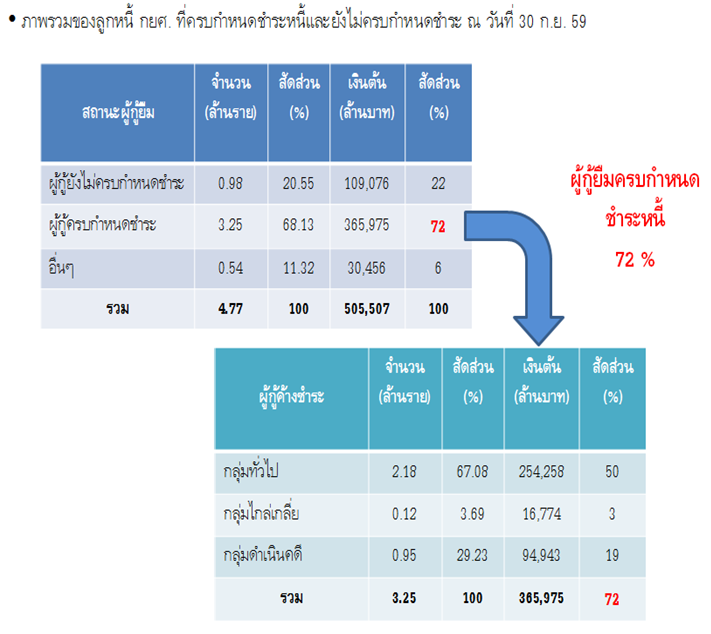 • ภาพรวมของลูกหนี้ กยศ. ที่ครบกำหนดชำระหนี้และยังไม่ครบกำหนดชำระ ณ วันที่ 30 ก.ย. 59
สถานะผู้กู้ยืม จำนวน (ล้านราย) สัดส่วน (%) เงินต้น (ล้านบาท) สัดส่วน (%)
ผู้กู้ยังไม่ครบกำหนดชำระ 0.98 20.55 109,076 22
ผู้กู้ครบกำหนดชำระ 3.25 68.13 365,975 72
อื่นๆ 0.54 11.32 30,456 6
รวม 4.77 100 505,507 100
ผู้กู้ยืมครบกำหนด
ชำระหนี้
72 %
ผู้กู้ค้างชำระ จำนวน (ล้านราย) สัดส่วน (%) เงินต้น (ล้านบาท) สัดส่วน (%)
กลุ่มทั่วไป 2.18 67.08 254,258 50
กลุ่มไกล่เกลี่ย 0.12 3.69 16,774 3
กลุ่มดำเนินคดี 0.95 29.23 94,943 19
รวม 3.25 100 365,975 72